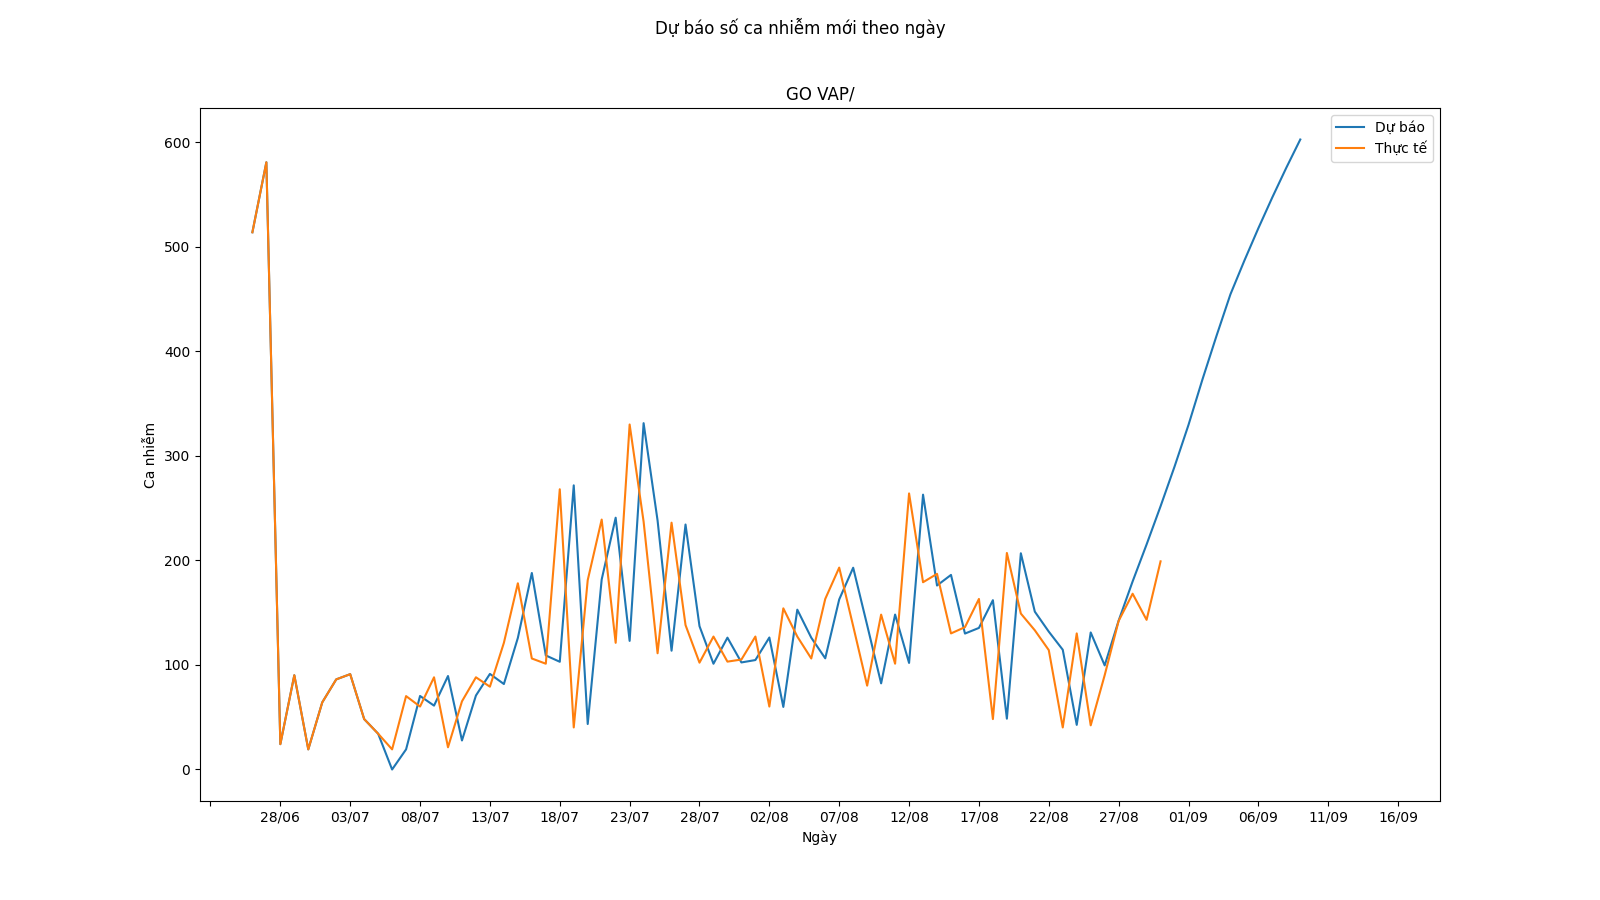 Dự báo số ca nhiễm mới theo ngày
GO VAP/
Dự báo
Thực tế
600
500
400
300
200
100
0
Ca nhiễm
28/06 03/07 08/07 13/07 18/07 23/07 28/07 02/08 07/08 12/08 17/08 22/08 27/08 01/09 06/09 11/09 16/09
Ngày